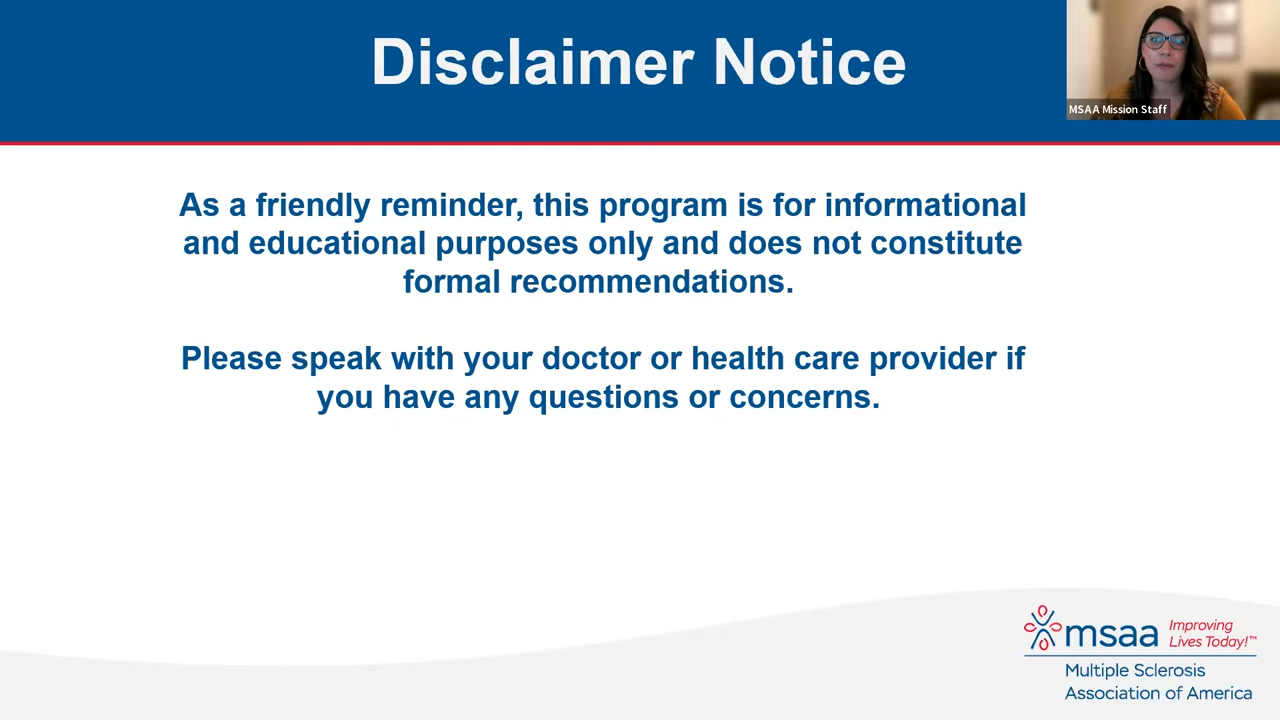 Disclaimer Notice
MSAA Mission Staff
As a friendly reminder, this program is for informational
and educational purposes only and does not constitute
formal recommendations.
Please speak with your doctor or health care provider if
you have any questions or concerns.
msaa Improving
Lives Today!™
Multiple Sclerosis
Association of America